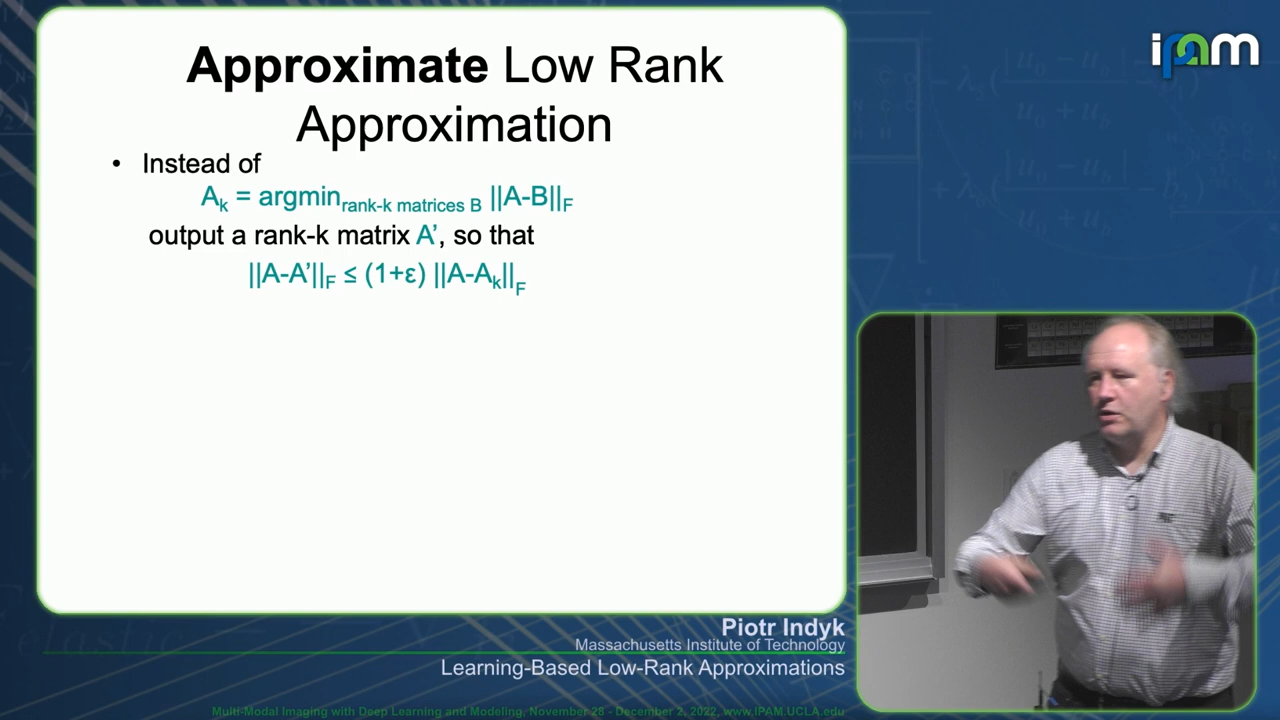 Approximate Low Rank
Approximation
• Instead of
Aₖ = argmin rank-k matrices B ||A-B||F
output a rank-k matrix A’, so that
||A-A’||F ≤ (1+ε) ||A-Aₖ||F
ipam
Piotr Indyk
Massachusetts Institute of Technology
Learning-Based Low-Rank Approximations
Multi-Modal Imaging with Deep Learning and Modeling, November 28 - December 2, 2022, www.IPAM.UCLA.edu